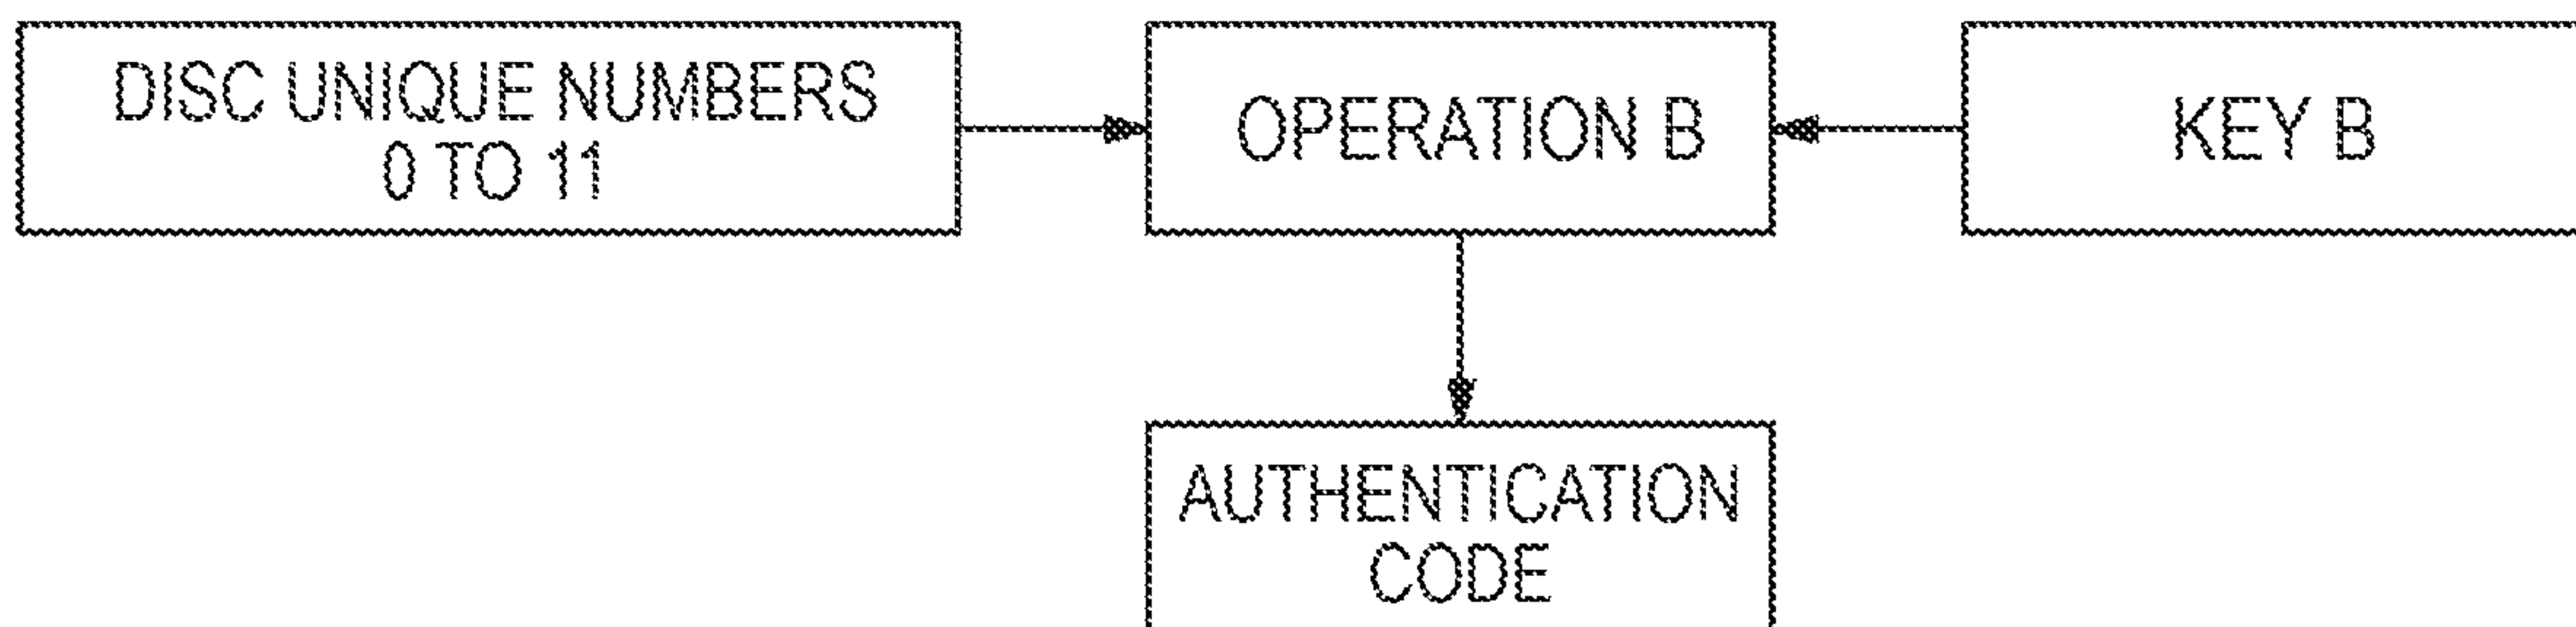 DISC UNIQUE NUMBERS
0 TO 11
OPERATION B
KEY B
AUTHENTICATION
CODE